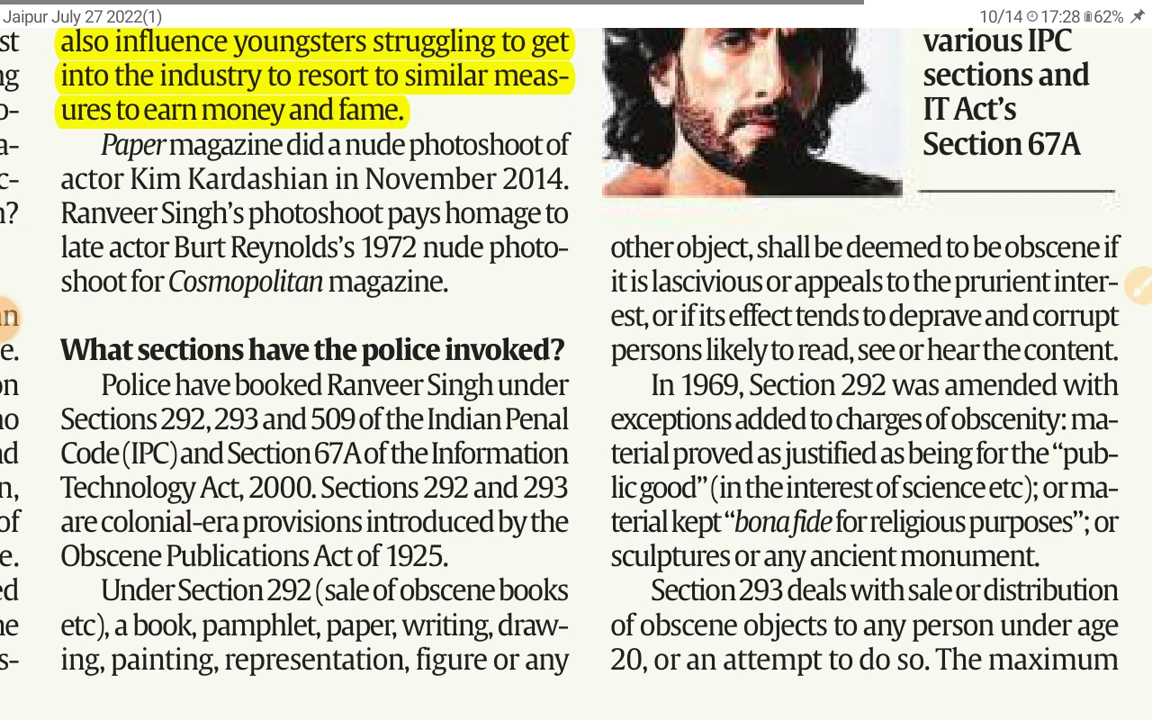 Jaipur July 27 2022(1)
10/14 17:28 62%
st
ng
o-
a-
c-
n?
an
e.
on
no
nd
n,
of
e.
ed
ne
s-
also influence youngsters struggling to get
into the industry to resort to similar meas-
ures to earn money and fame.
Paper magazine did a nude photoshoot of
actor Kim Kardashian in November 2014.
Ranveer Singh’s photoshoot pays homage to
late actor Burt Reynolds’s 1972 nude photo-
shoot for Cosmopolitan magazine.
What sections have the police invoked?
Police have booked Ranveer Singh under
Sections 292, 293 and 509 of the Indian Penal
Code (IPC) and Section 67A of the Information
Technology Act, 2000. Sections 292 and 293
are colonial-era provisions introduced by the
Obscene Publications Act of 1925.
Under Section 292 (sale of obscene books
etc), a book, pamphlet, paper, writing, draw-
ing, painting, representation, figure or any
various IPC
sections and
IT Act’s
Section 67A
other object, shall be deemed to be obscene if
it is lascivious or appeals to the prurient inter-
est, or if its effect tends to deprave and corrupt
persons likely to read, see or hear the content.
In 1969, Section 292 was amended with
exceptions added to charges of obscenity: ma-
terial proved as justified as being for the “pub-
lic good” (in the interest of science etc); or ma-
terial kept “bona fide for religious purposes”; or
sculptures or any ancient monument.
Section 293 deals with sale or distribution
of obscene objects to any person under age
20, or an attempt to do so. The maximum